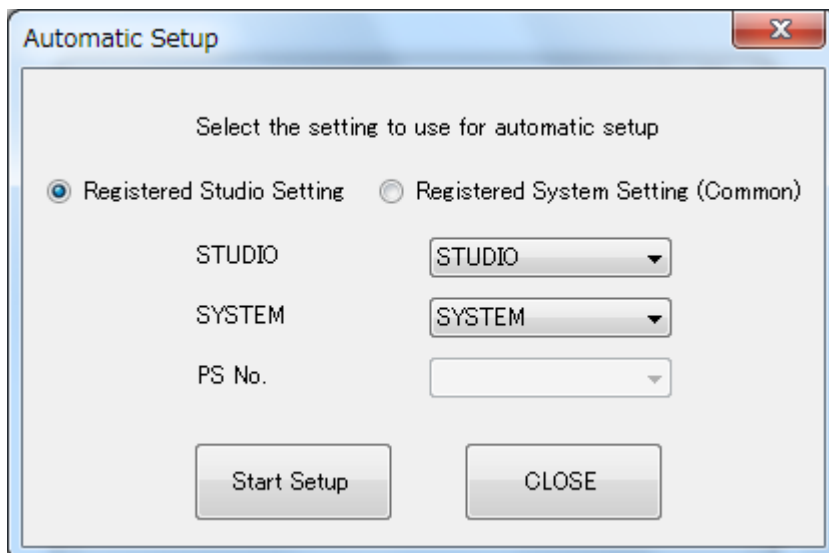 Automatic Setup
Select the setting to use for automatic setup
Registered Studio Setting Registered System Setting (Common)
STUDIO STUDIO
SYSTEM SYSTEM
PS No.
Start Setup CLOSE